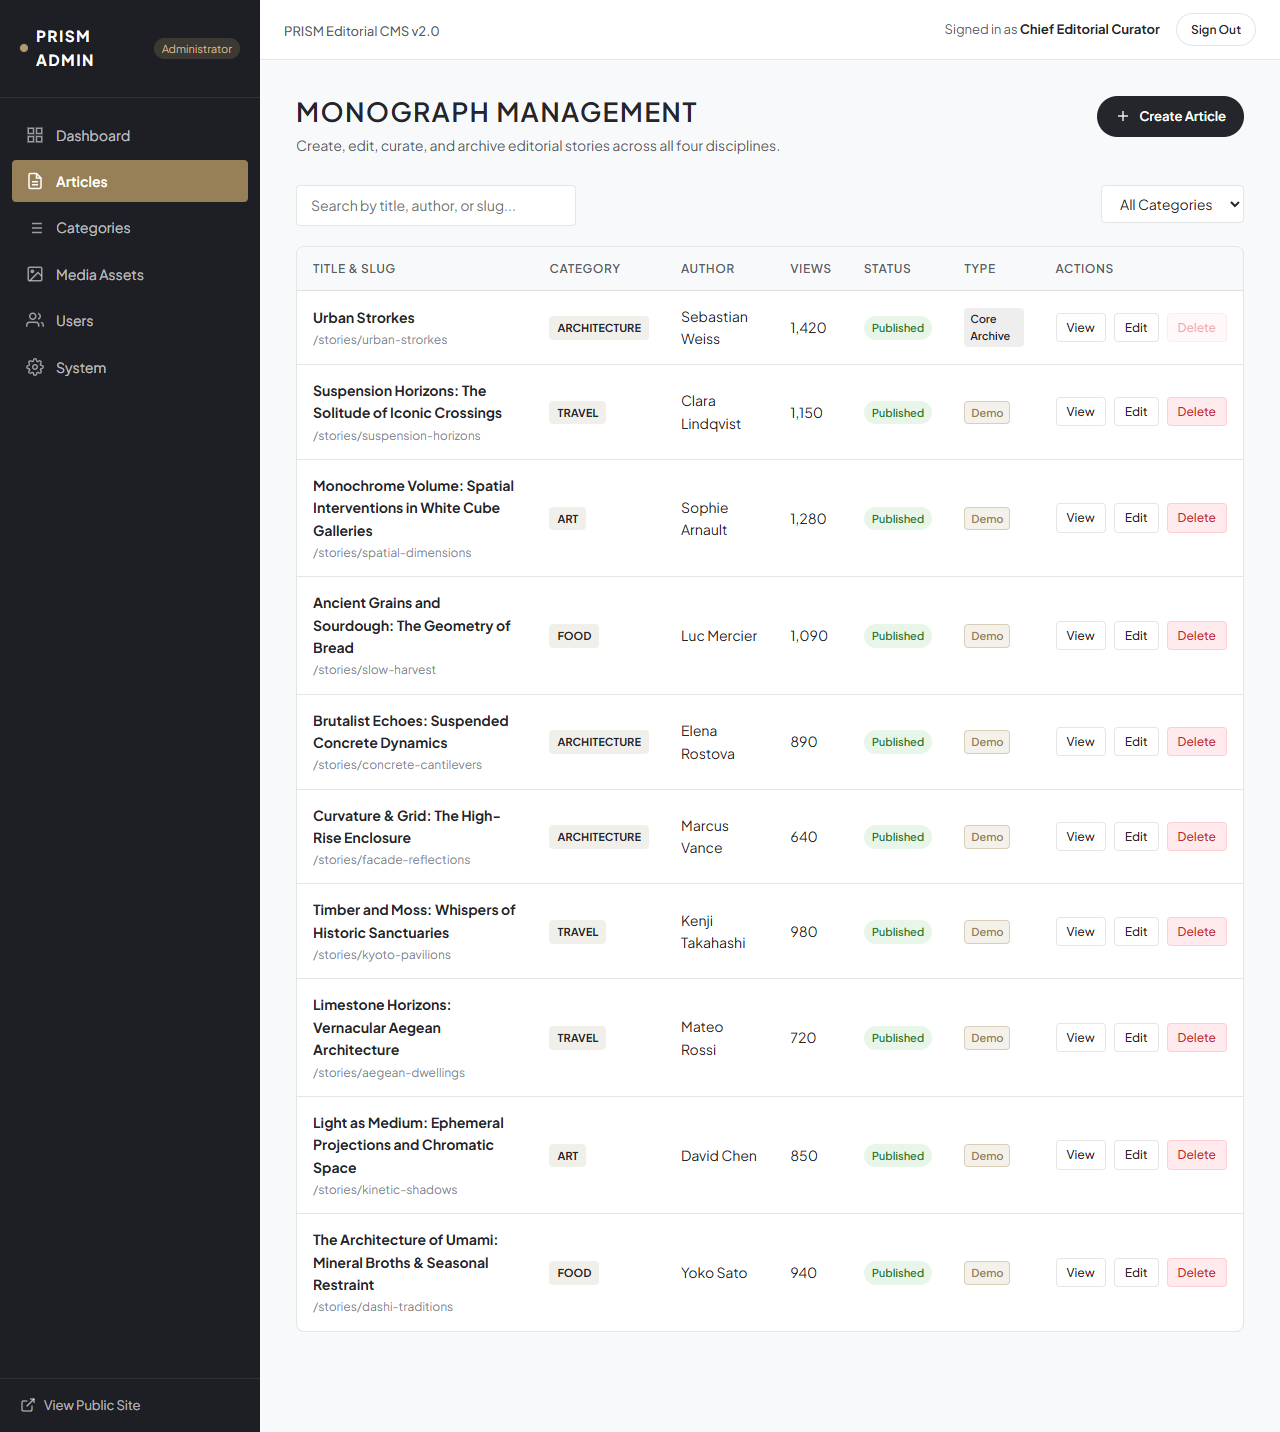 PRISM
ADMIN
Administrator
Dashboard
Articles
Categories
Media Assets
Users
System
View Public Site
PRISM Editorial CMS v2.0
Signed in as Chief Editorial Curator
Sign Out
MONOGRAPH MANAGEMENT
Create, edit, curate, and archive editorial stories across all four disciplines.
Create Article
Search by title, author, or slug...
All Categories
TITLE & SLUG CATEGORY AUTHOR VIEWS STATUS TYPE ACTIONS
Urban Strorkes
/stories/urban-strorkes
ARCHITECTURE
Sebastian
Weiss
1,420
Published
Core
Archive
View Edit Delete
Suspension Horizons: The
Solitude of Iconic Crossings
/stories/suspension-horizons
TRAVEL
Clara
Lindqvist
1,150
Published
Demo
View Edit Delete
Monochrome Volume: Spatial
Interventions in White Cube
Galleries
/stories/spatial-dimensions
ART
Sophie
Arnault
1,280
Published
Demo
View Edit Delete
Ancient Grains and
Sourdough: The Geometry of
Bread
/stories/slow-harvest
FOOD
Luc Mercier
1,090
Published
Demo
View Edit Delete
Brutalist Echoes: Suspended
Concrete Dynamics
/stories/concrete-cantilevers
ARCHITECTURE
Elena
Rostova
890
Published
Demo
View Edit Delete
Curvature & Grid: The High-
Rise Enclosure
/stories/facade-reflections
ARCHITECTURE
Marcus
Vance
640
Published
Demo
View Edit Delete
Timber and Moss: Whispers of
Historic Sanctuaries
/stories/kyoto-pavilions
TRAVEL
Kenji
Takahashi
980
Published
Demo
View Edit Delete
Limestone Horizons:
Vernacular Aegean
Architecture
/stories/aegean-dwellings
TRAVEL
Mateo
Rossi
720
Published
Demo
View Edit Delete
Light as Medium: Ephemeral
Projections and Chromatic
Space
/stories/kinetic-shadows
ART
David Chen
850
Published
Demo
View Edit Delete
The Architecture of Umami:
Mineral Broths & Seasonal
Restraint
/stories/dashi-traditions
FOOD
Yoko Sato
940
Published
Demo
View Edit Delete